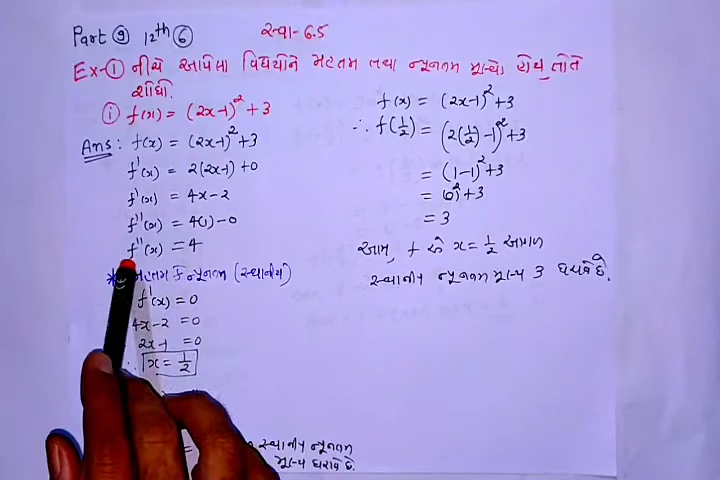 Part ⑨ 12th ⑥ સ્વા-6.5
Ex-① નીચે આપેલા વિધેયોને મહત્તમ તથા ન્યૂનતમ મૂલ્યો હોય, તો તે
શોધો.
ⓘ f(x) = (2x-1)² + 3
Ans: f(x) = (2x-1)² + 3
f'(x) = 2(2x-1) + 0
f'(x) = 4x - 2
f''(x) = 4(1) - 0
f''(x) = 4
* મહત્તમ કે ન્યૂનતમ (સ્થાનીય)
f'(x) = 0
4x-2 = 0
2x-1 = 0
x = 1/2
સ્થાનીય ન્યૂનતમ
મૂલ્ય ધરાવે છે.
f(x) = (2x-1)² + 3
∴ f(1/2) = (2(1/2) - 1)² + 3
= (1-1)² + 3
= (0)² + 3
= 3
આમ, f એ x = 1/2 આગળ
સ્થાનીય ન્યૂનતમ મૂલ્ય 3 ધરાવે છે.